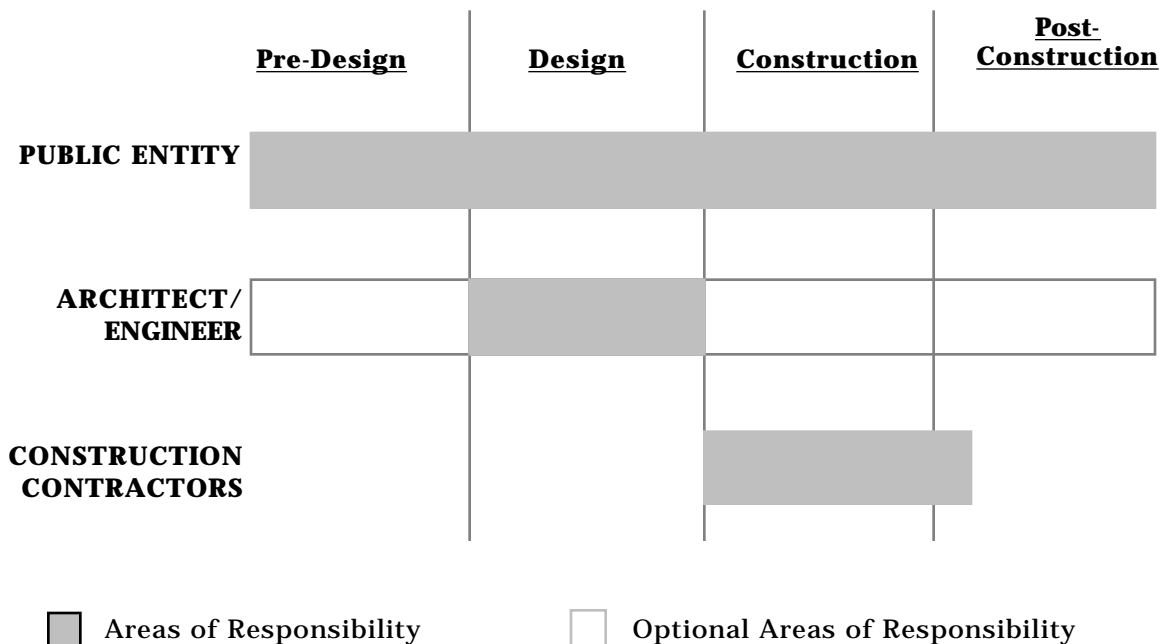 Pre-Design
Design
Construction
Post-
Construction
PUBLIC ENTITY
ARCHITECT/
ENGINEER
CONSTRUCTION
CONTRACTORS
Areas of Responsibility
Optional Areas of Responsibility